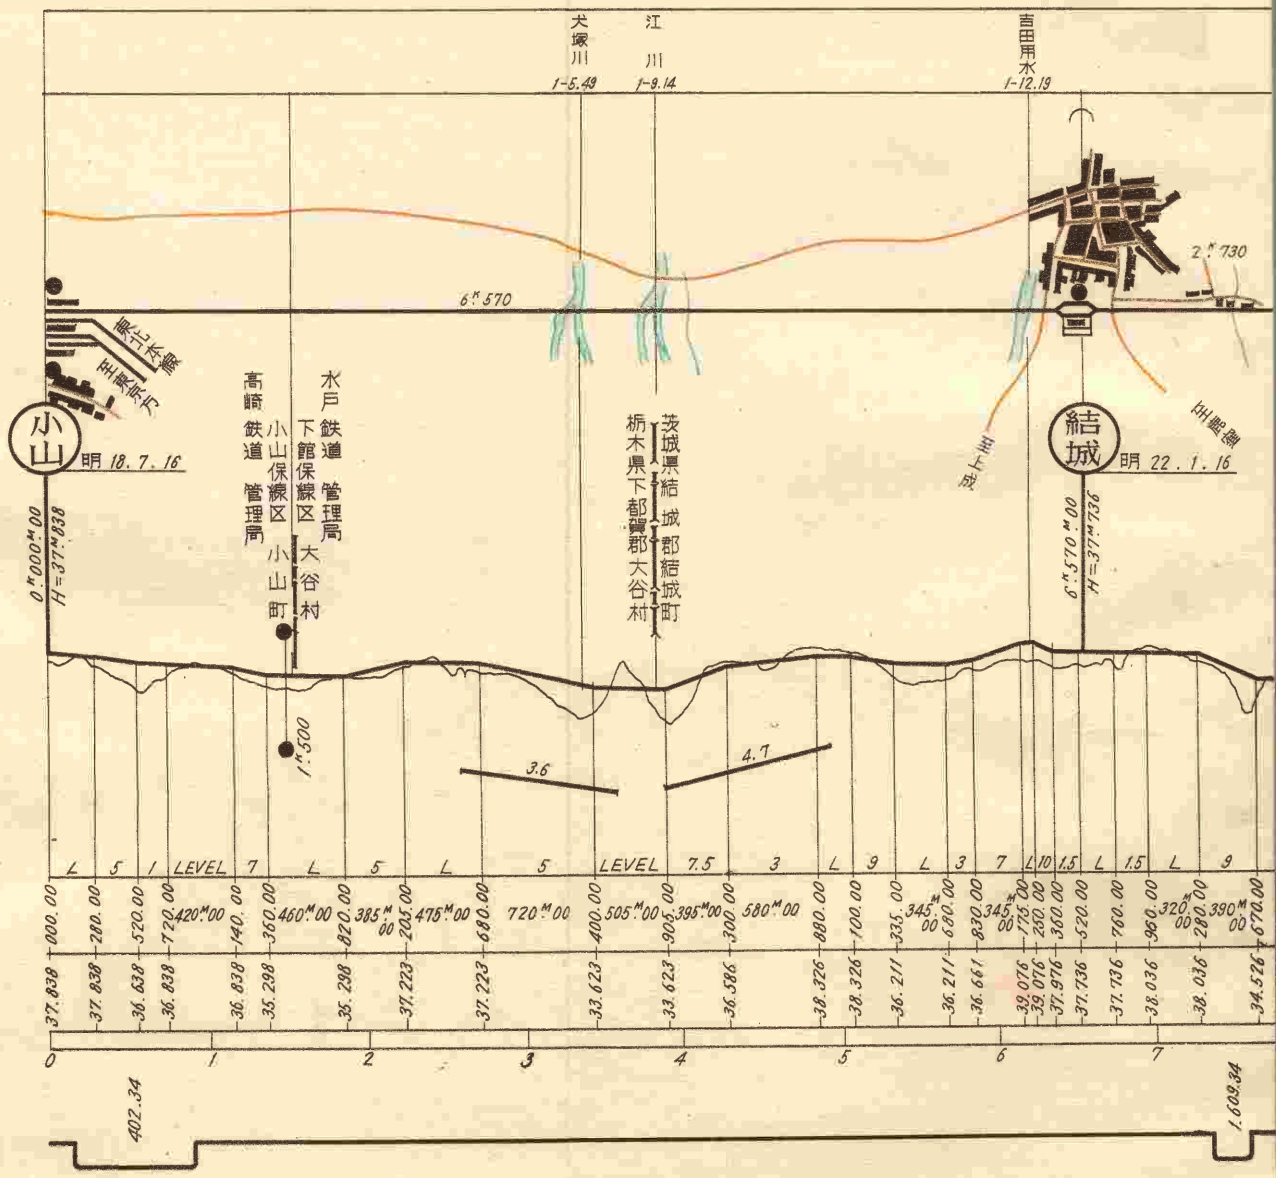 犬塚川
1-5.49
江川
1-9.14
吉田用水
1-12.19
6K570
2K730
東北本線
至東京方
小山
明 18.7.16
高崎鉄道管理局
小山保線区 小山町
下館保線区 大谷村
水戸鉄道管理局
栃木県下都賀郡大谷村
茨城県結城郡結城町
結城
明 22.1.16
至上成
0K000M00
H=37M838
6K570M00
H=37M736
1K500
3.6
4.7
L 5 1 LEVEL 7 L 5 L 5 LEVEL 7.5 3 L 9 L 3 7 L 10 1.5 L 1.5 L 9
000.00 280.00 520.00 720.00 420M00 140.00 360.00 460M00 820.00 385M00 205.00 475M00 680.00 720M00 400.00 505M00 905.00 395M00 300.00 580M00 880.00 100.00 335.00 345M00 680.00 830.00 345M00 175.00 250.00 360.00 520.00 760.00 960.00 320M00 280.00 390M00 670.00
37.838 37.838 36.638 36.838 36.838 35.298 35.298 37.223 37.223 33.623 33.623 36.586 38.326 38.326 36.211 36.211 36.661 39.076 39.076 37.976 37.736 37.736 38.036 38.036 34.526
0 1 2 3 4 5 6 7
402.34
1.609.34